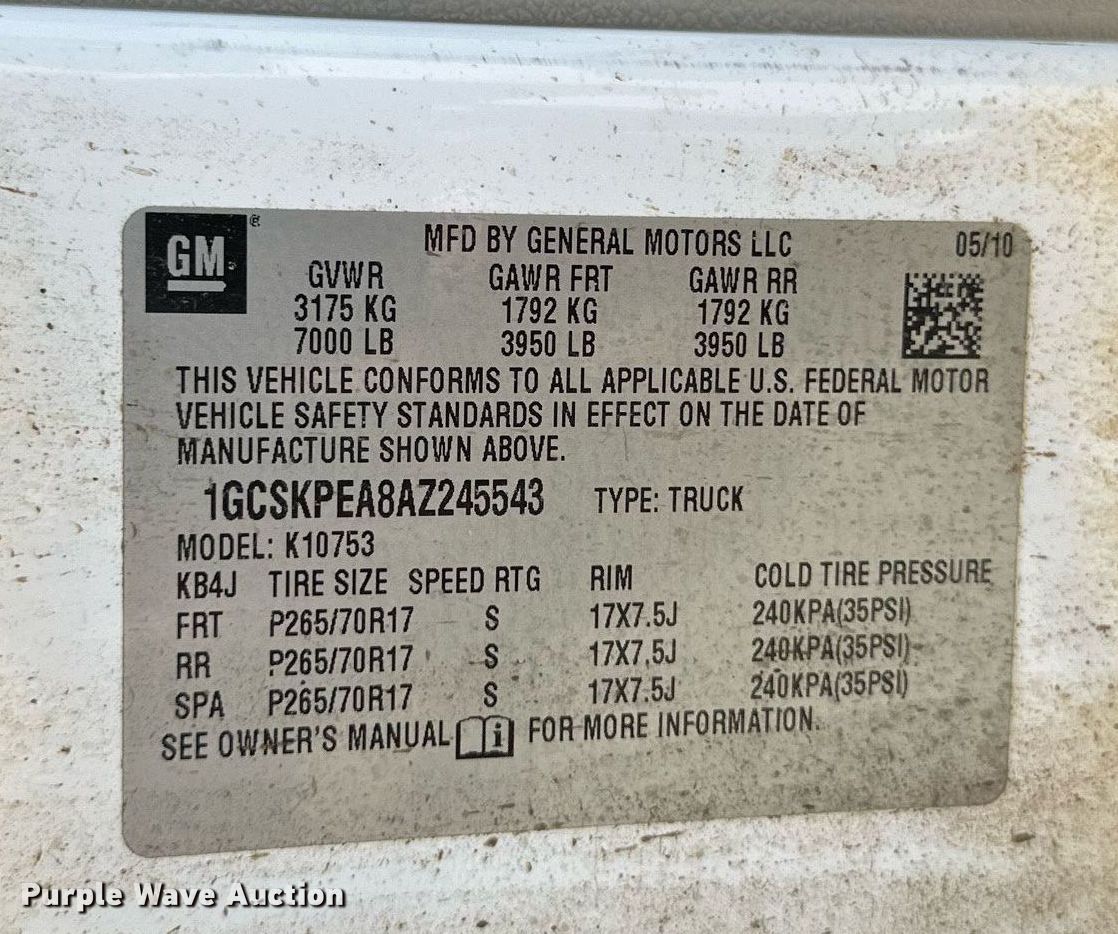 GM
MFD BY GENERAL MOTORS LLC 05/10
GVWR GAWR FRT GAWR RR
3175 KG 1792 KG 1792 KG
7000 LB 3950 LB 3950 LB
THIS VEHICLE CONFORMS TO ALL APPLICABLE U.S. FEDERAL MOTOR
VEHICLE SAFETY STANDARDS IN EFFECT ON THE DATE OF
MANUFACTURE SHOWN ABOVE.
1GCSKPEA8AZ245543 TYPE: TRUCK
MODEL: K10753
KB4J TIRE SIZE SPEED RTG RIM COLD TIRE PRESSURE
FRT P265/70R17 S 17X7.5J 240KPA(35PSI)
RR P265/70R17 S 17X7.5J 240KPA(35PSI)
SPA P265/70R17 S 17X7.5J 240KPA(35PSI)
SEE OWNER'S MANUAL i FOR MORE INFORMATION.
Purple Wave Auction